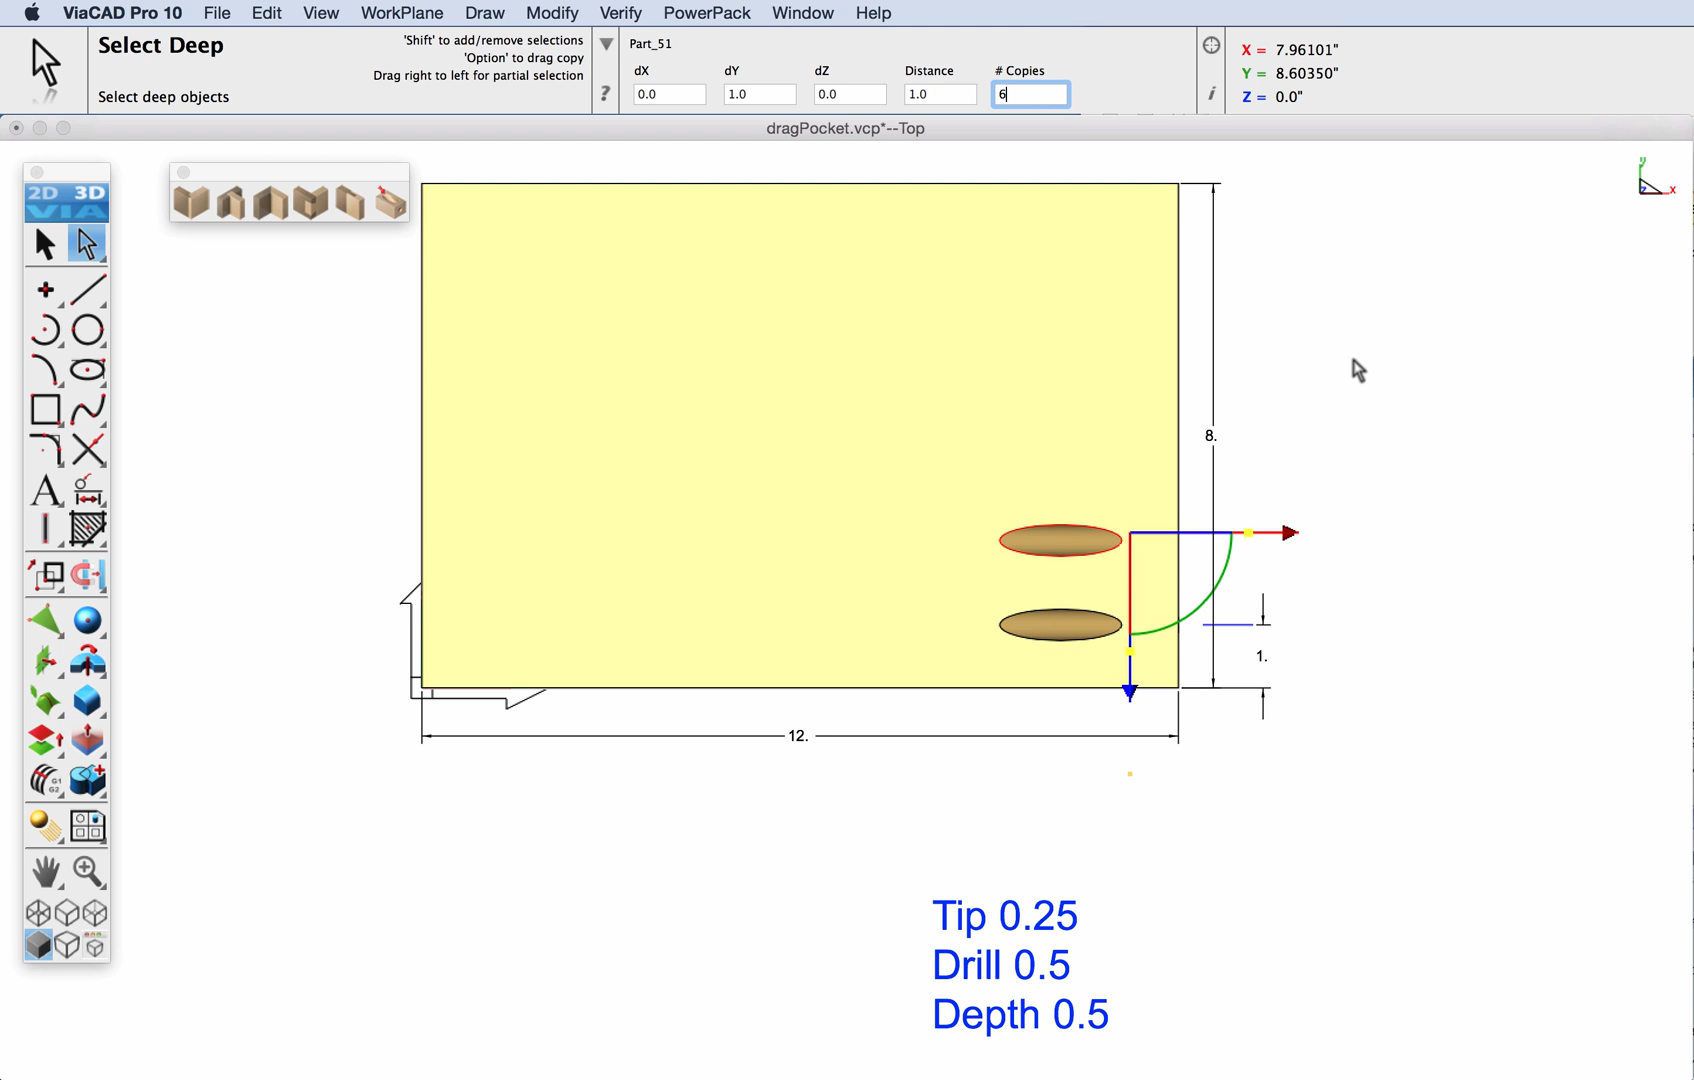 ViaCAD Pro 10 File Edit View WorkPlane Draw Modify Verify PowerPack Window Help
Select Deep
Select deep objects
'Shift' to add/remove selections
'Option' to drag copy
Drag right to left for partial selection
?
Part_51
dX dY dZ Distance # Copies
0.0 1.0 0.0 1.0 6
i
X = 7.96101"
Y = 8.60350"
Z = 0.0"
dragPocket.vcp*--Top
2D 3D
VIA
A
G1
G2
y
z x
8.
1.
12.
Tip 0.25
Drill 0.5
Depth 0.5